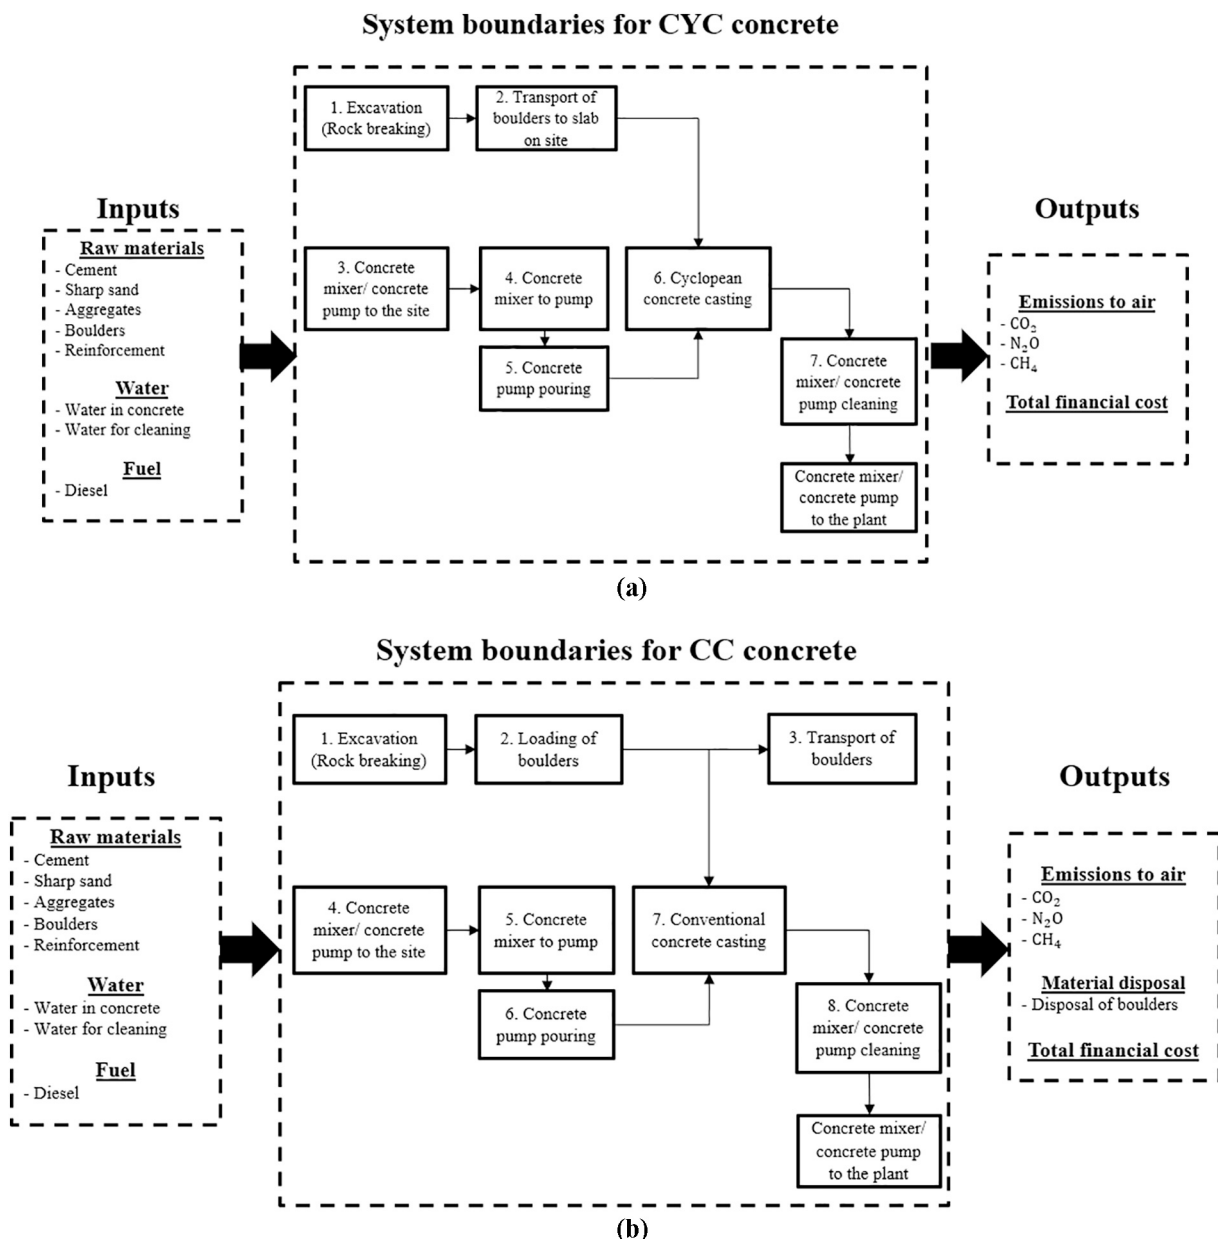 System boundaries for CYC concrete
1. Excavation
(Rock breaking)
2. Transport of
boulders to slab
on site
Inputs
Raw materials
- Cement
- Sharp sand
- Aggregates
- Boulders
- Reinforcement
Water
- Water in concrete
- Water for cleaning
Fuel
- Diesel
3. Concrete
mixer/ concrete
pump to the site
4. Concrete
mixer to pump
5. Concrete
pump pouring
6. Cyclopean
concrete casting
7. Concrete
mixer/ concrete
pump cleaning
Concrete mixer/
concrete pump
to the plant
Outputs
Emissions to air
- CO₂
- N₂O
- CH₄
Total financial cost
(a)
System boundaries for CC concrete
1. Excavation
(Rock breaking)
2. Loading of
boulders
3. Transport of
boulders
Inputs
Raw materials
- Cement
- Sharp sand
- Aggregates
- Boulders
- Reinforcement
Water
- Water in concrete
- Water for cleaning
Fuel
- Diesel
4. Concrete
mixer/ concrete
pump to the site
5. Concrete
mixer to pump
6. Concrete
pump pouring
7. Conventional
concrete casting
8. Concrete
mixer/ concrete
pump cleaning
Concrete mixer/
concrete pump
to the plant
Outputs
Emissions to air
- CO₂
- N₂O
- CH₄
Material disposal
- Disposal of boulders
Total financial cost
(b)